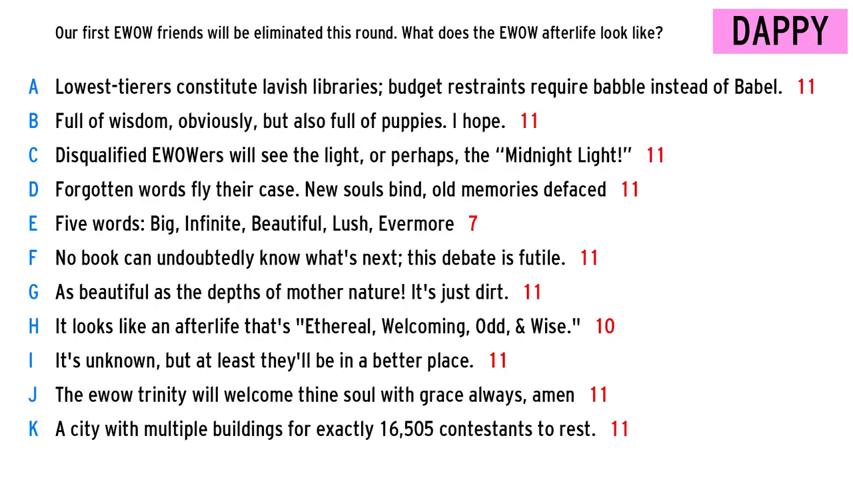 Our first EWOW friends will be eliminated this round. What does the EWOW afterlife look like?
DAPPY
A Lowest-tierers constitute lavish libraries; budget restraints require babble instead of Babel. 11
B Full of wisdom, obviously, but also full of puppies. I hope. 11
C Disqualified EWOWers will see the light, or perhaps, the “Midnight Light!” 11
D Forgotten words fly their case. New souls bind, old memories defaced 11
E Five words: Big, Infinite, Beautiful, Lush, Evermore 7
F No book can undoubtedly know what's next; this debate is futile. 11
G As beautiful as the depths of mother nature! It's just dirt. 11
H It looks like an afterlife that's "Ethereal, Welcoming, Odd, & Wise." 10
I It's unknown, but at least they'll be in a better place. 11
J The ewow trinity will welcome thine soul with grace always, amen 11
K A city with multiple buildings for exactly 16,505 contestants to rest. 11